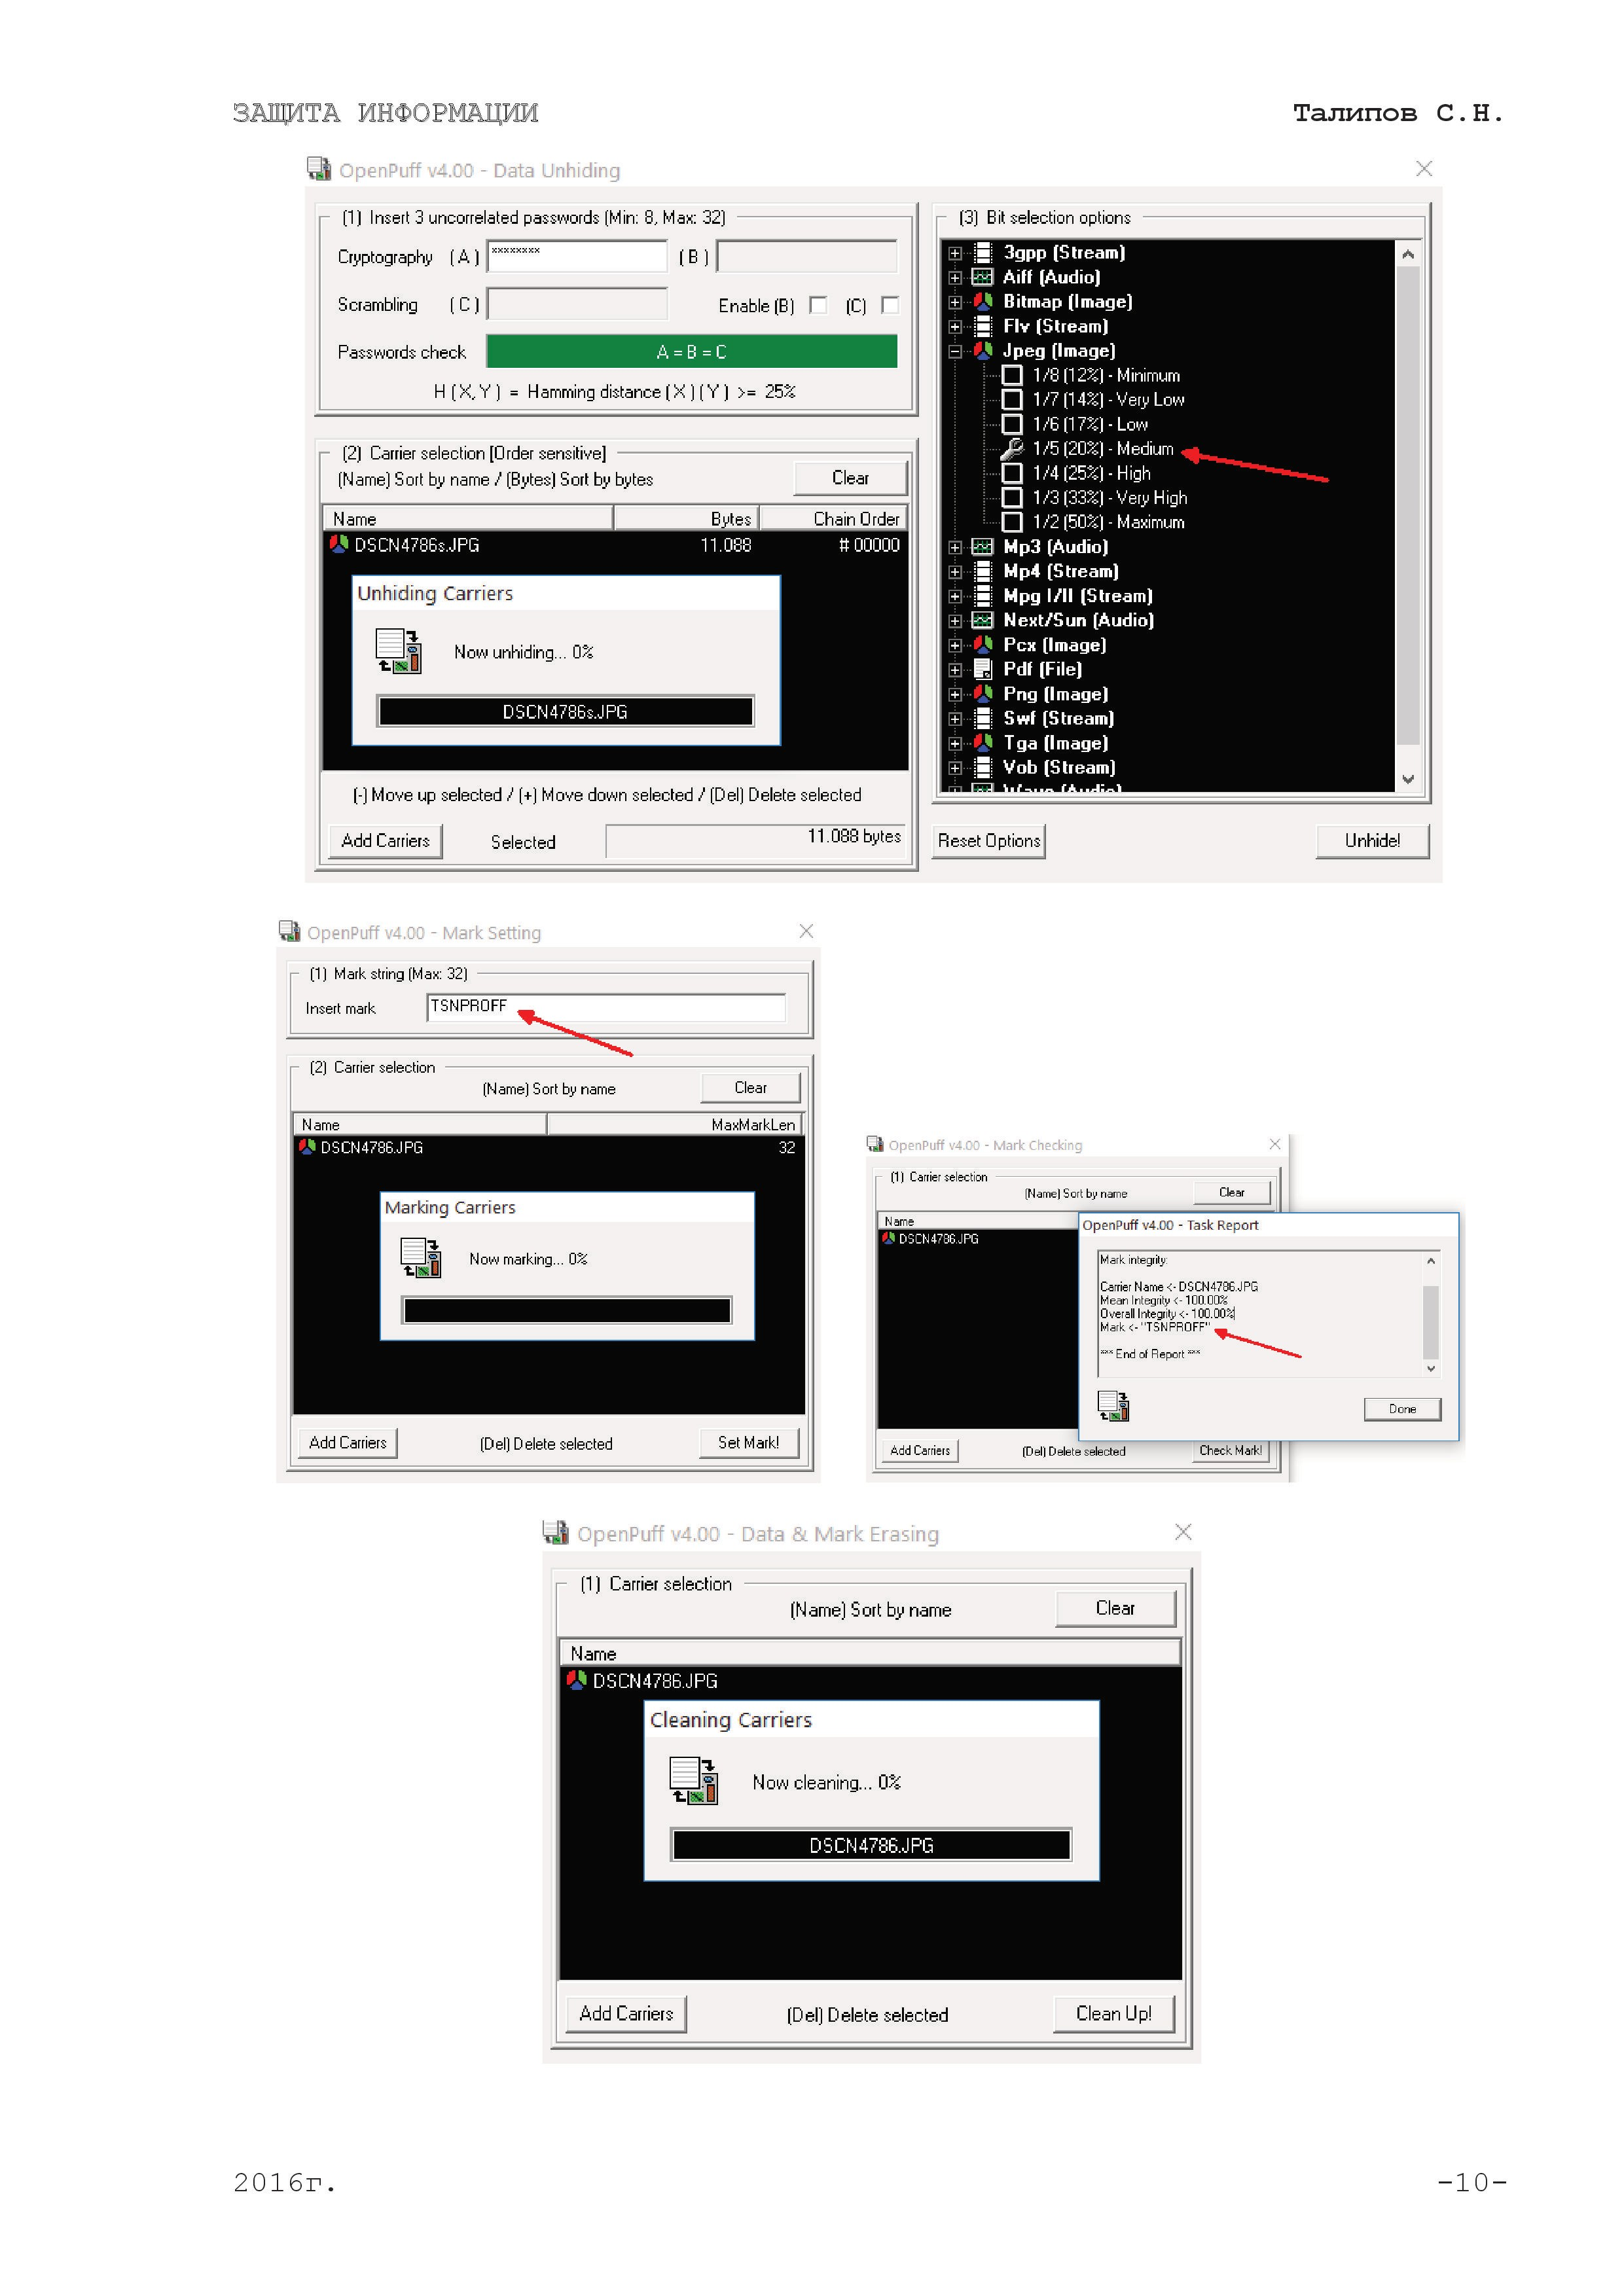 ЗАЩИТА ИНФОРМАЦИИ
Талипов С.Н.
OpenPuff v4.00 - Data Unhiding
(1) Insert 3 uncorrelated passwords (Min: 8, Max: 32)
Cryptography (A) ******** (B)
Scrambling (C) Enable (B) (C)
Passwords check A = B = C
H (X,Y) = Hamming distance (X)(Y) >= 25%
(2) Carrier selection [Order sensitive]
(Name) Sort by name / (Bytes) Sort by bytes
Clear
Name Bytes Chain Order
DSCN4786s.JPG 11.088 # 00000
Unhiding Carriers
Now unhiding... 0%
DSCN4786s.JPG
(-) Move up selected / (+) Move down selected / (Del) Delete selected
Add Carriers Selected 11.088 bytes
(3) Bit selection options
3gpp (Stream)
Aiff (Audio)
Bitmap (Image)
Flv (Stream)
Jpeg (Image)
1/8 (12%) - Minimum
1/7 (14%) - Very Low
1/6 (17%) - Low
1/5 (20%) - Medium
1/4 (25%) - High
1/3 (33%) - Very High
1/2 (50%) - Maximum
Mp3 (Audio)
Mp4 (Stream)
Mpg I/II (Stream)
Next/Sun (Audio)
Pcx (Image)
Pdf (File)
Png (Image)
Swf (Stream)
Tga (Image)
Vob (Stream)
Wave (Audio)
Reset Options Unhide!
OpenPuff v4.00 - Mark Setting
(1) Mark string (Max: 32)
Insert mark TSNPROFF
(2) Carrier selection
(Name) Sort by name Clear
Name MaxMarkLen
DSCN4786.JPG 32
Marking Carriers
Now marking... 0%
Add Carriers (Del) Delete selected Set Mark!
OpenPuff v4.00 - Mark Checking
(1) Carrier selection
(Name) Sort by name Clear
Name
DSCN4786.JPG
OpenPuff v4.00 - Task Report
Mark integrity:
Carrier Name <- DSCN4786.JPG
Mean Integrity <- 100.00%
Overall Integrity <- 100.00%
Mark <- "TSNPROFF"
*** End of Report ***
Done
Add Carriers (Del) Delete selected Check Mark!
OpenPuff v4.00 - Data & Mark Erasing
(1) Carrier selection
(Name) Sort by name Clear
Name
DSCN4786.JPG
Cleaning Carriers
Now cleaning... 0%
DSCN4786.JPG
Add Carriers (Del) Delete selected Clean Up!
2016г.
-10-